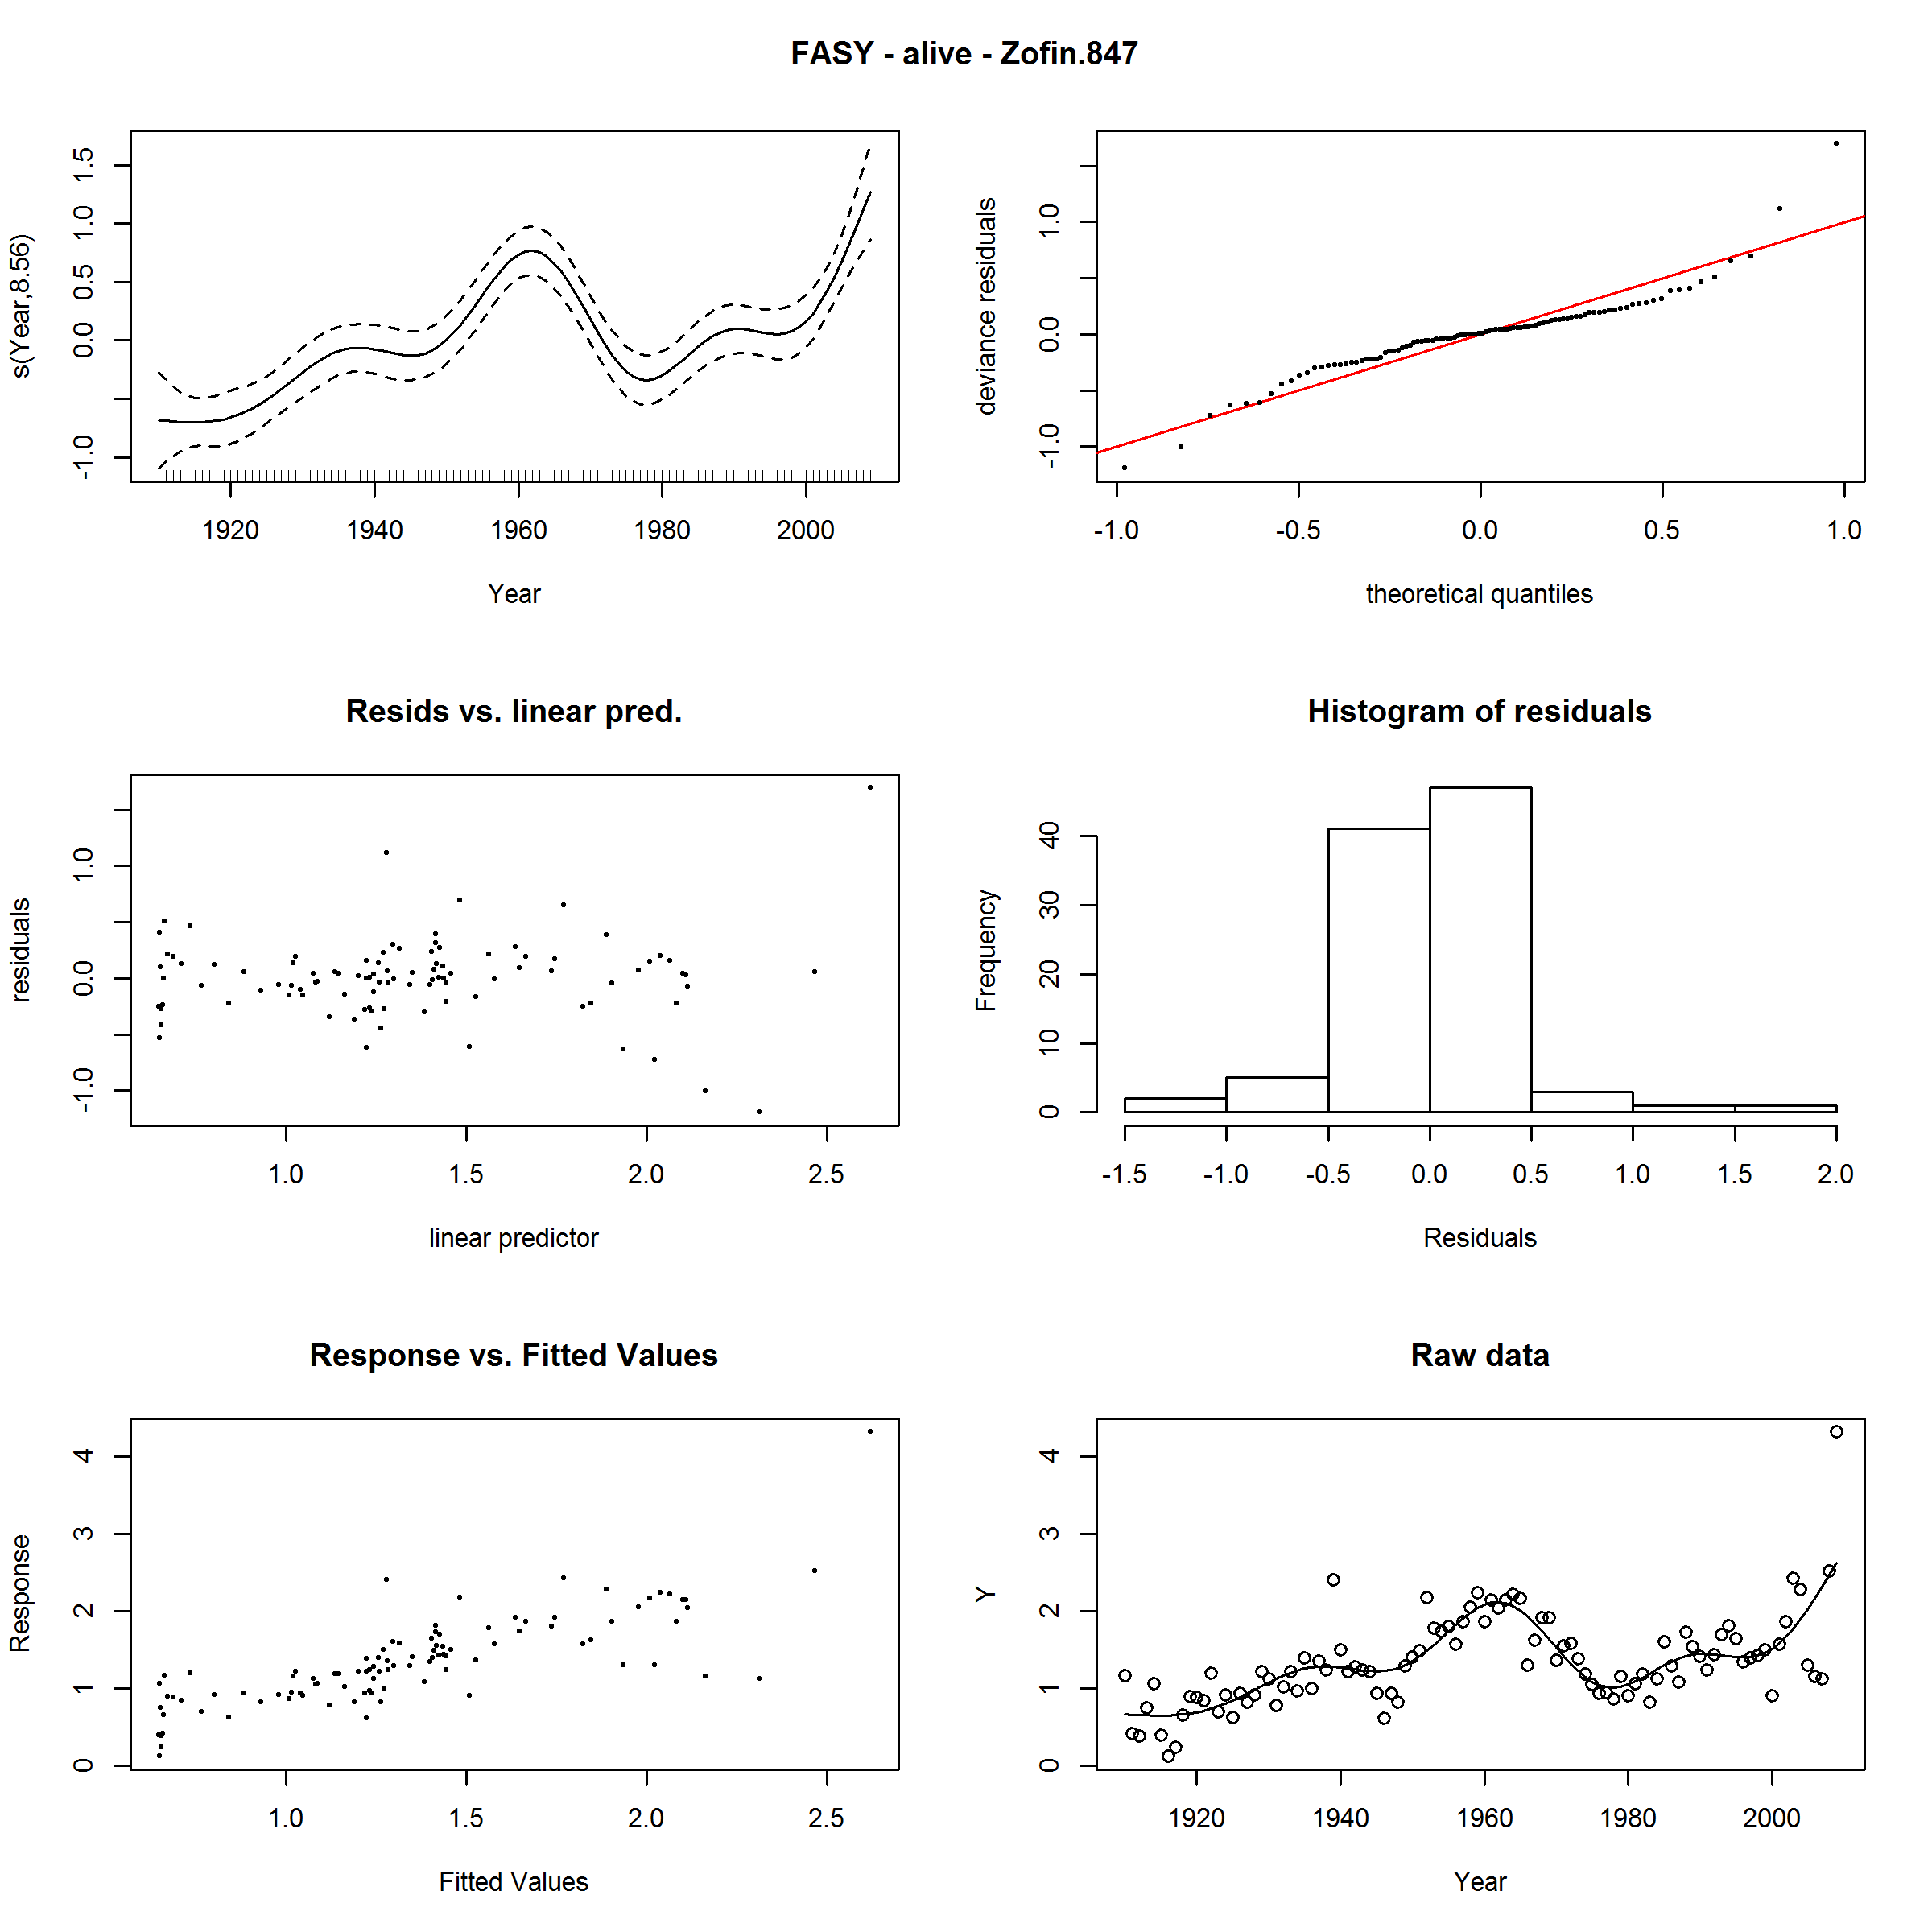 FASY - alive - Zofin.847
s(Year,8.56)
1.5
1.0
0.5
0.0
-1.0
1920 1940 1960 1980 2000
Year
deviance residuals
1.0
0.0
-1.0
-1.0 -0.5 0.0 0.5 1.0
theoretical quantiles
Resids vs. linear pred.
residuals
1.0
0.0
-1.0
1.0 1.5 2.0 2.5
linear predictor
Histogram of residuals
Frequency
40
30
20
10
0
-1.5 -1.0 -0.5 0.0 0.5 1.0 1.5 2.0
Residuals
Response vs. Fitted Values
Response
4
3
2
1
0
1.0 1.5 2.0 2.5
Fitted Values
Raw data
Y
4
3
2
1
0
1920 1940 1960 1980 2000
Year